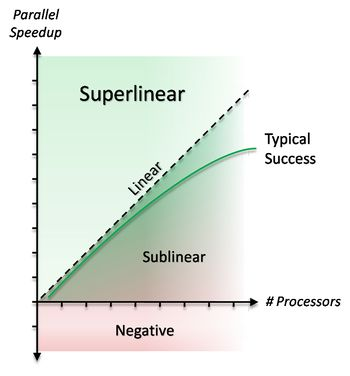 Parallel
Speedup
Superlinear
Linear
Typical
Success
Sublinear
# Processors
Negative